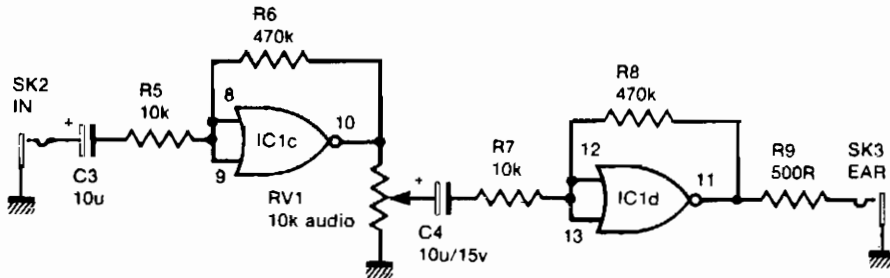 R6
470k
R8
470k
SK2
IN
R5
10k
8
+
IC1c
10
9
C3
10u
RV1
10k audio
R7
10k
+
C4
10u/15v
12
IC1d
11
13
R9
500R
SK3
EAR